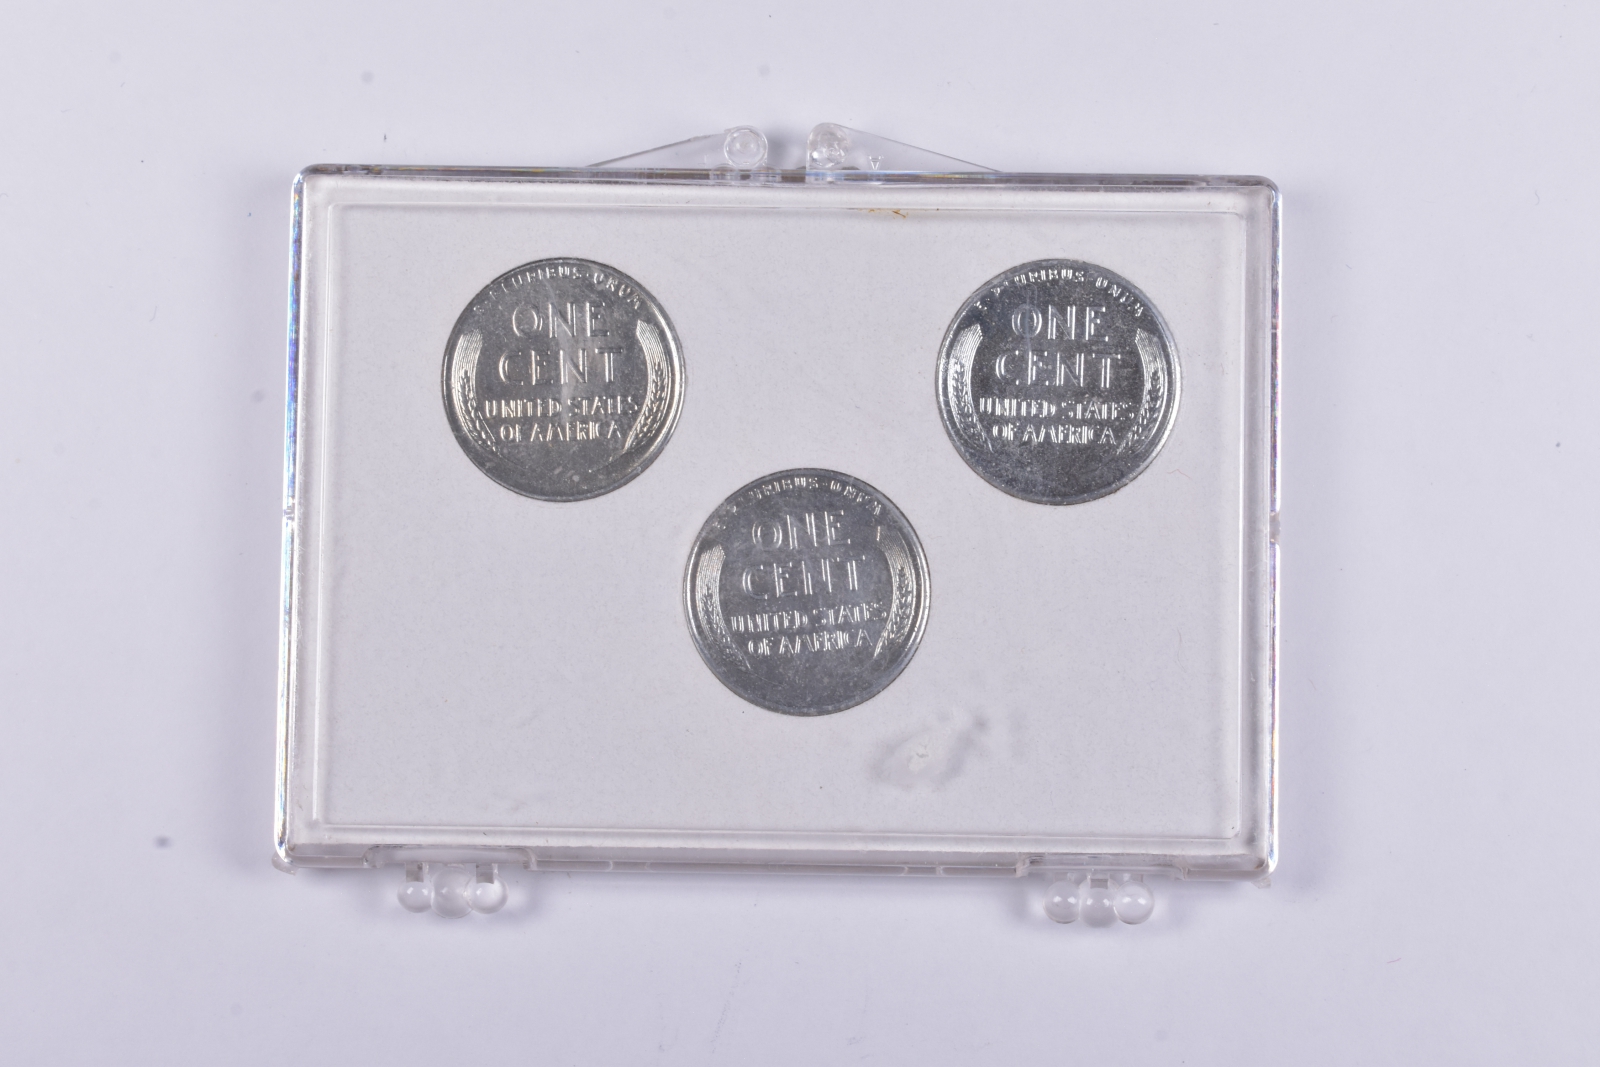 E·PLURIBUS·UNUM
ONE
CENT
UNITED STATES
OF AMERICA
E·PLURIBUS·UNUM
ONE
CENT
UNITED STATES
OF AMERICA
E·PLURIBUS·UNUM
ONE
CENT
UNITED STATES
OF AMERICA